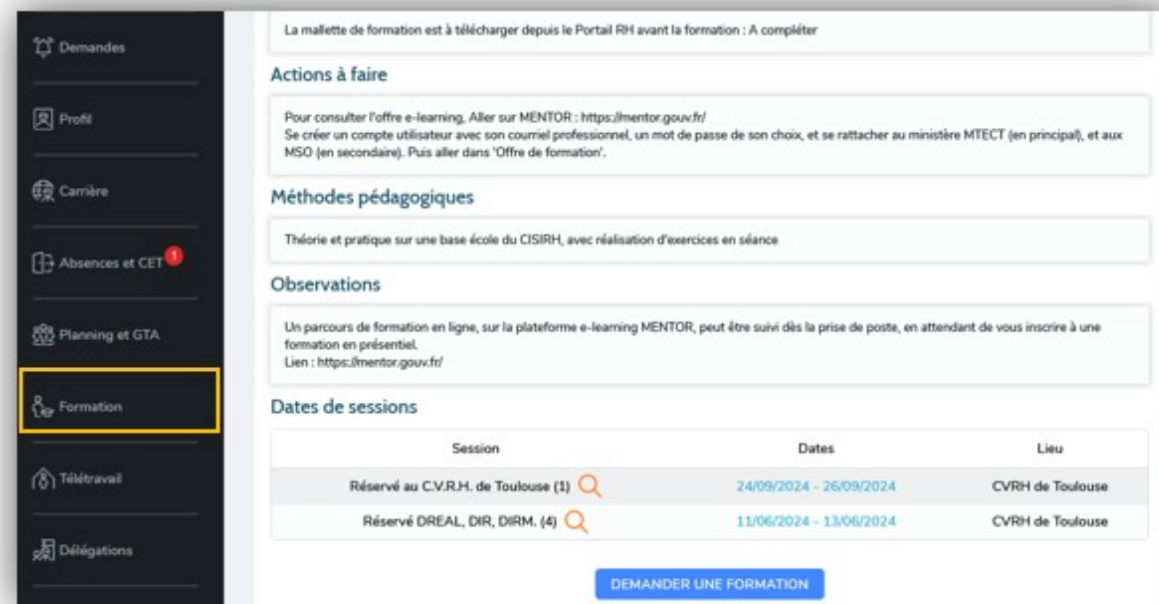 Demandes
Profil
Carrière
Absences et CET 1
Planning et GTA
Formation
Télétravail
Délégations
La mallette de formation est à télécharger depuis le Portail RH avant la formation : A compléter
Actions à faire
Pour consulter l'offre e-learning, Aller sur MENTOR : https://mentor.gouv.fr/
Se créer un compte utilisateur avec son courriel professionnel, un mot de passe de son choix, et se rattacher au ministère MTECT (en principal), et aux
MSO (en secondaire). Puis aller dans 'Offre de formation'.
Méthodes pédagogiques
Théorie et pratique sur une base école du CISIRH, avec réalisation d'exercices en séance
Observations
Un parcours de formation en ligne, sur la plateforme e-learning MENTOR, peut être suivi dès la prise de poste, en attendant de vous inscrire à une
formation en présentiel.
Lien : https://mentor.gouv.fr/
Dates de sessions
Session Dates Lieu
Réservé au C.V.R.H. de Toulouse (1) 24/09/2024 - 26/09/2024 CVRH de Toulouse
Réservé DREAL, DIR, DIRM. (4) 11/06/2024 - 13/06/2024 CVRH de Toulouse
DEMANDER UNE FORMATION